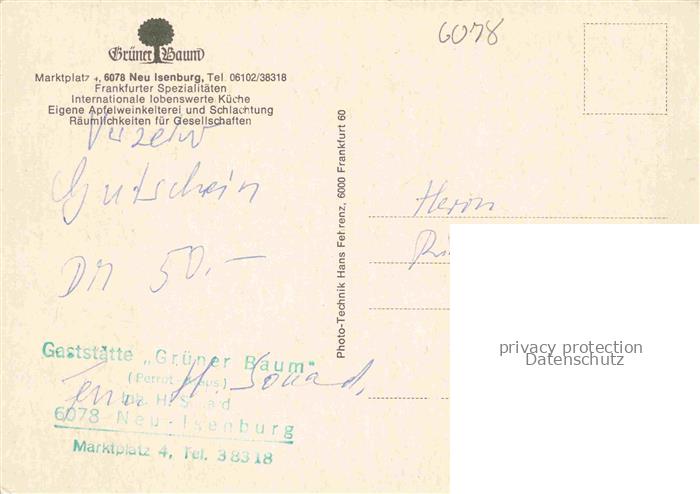 6078
Grüner Baum
Marktplatz 4, 6078 Neu Isenburg, Tel. 06102/38318
Frankfurter Spezialitäten
Internationale lobenswerte Küche
Eigene Apfelweinkelterei und Schlachtung
Räumlichkeiten für Gesellschaften
Gutschein
DM 50.-
Photo-Technik Hans Fehrenz, 6000 Frankfurt 60
Herrn
privacy protection
Datenschutz
Gaststätte „Grüner Baum"
Inh. H.
6078 Neu-Isenburg
Marktplatz 4, Tel. 38318